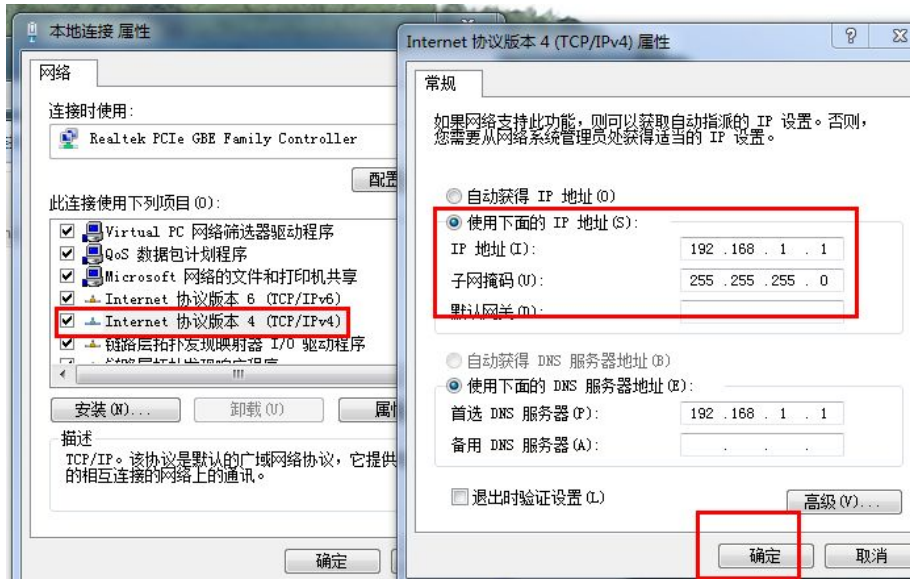 本地连接 属性
网络
连接时使用:
Realtek PCIe GBE Family Controller
配置
此连接使用下列项目(O):
Virtual PC 网络筛选器驱动程序
QoS 数据包计划程序
Microsoft 网络的文件和打印机共享
Internet 协议版本 6 (TCP/IPv6)
Internet 协议版本 4 (TCP/IPv4)
链路层拓扑发现映射器 I/O 驱动程序
链路层拓扑发现响应程序
安装(N)...
卸载(U)
属性
描述
TCP/IP。该协议是默认的广域网络协议，它提供
的相互连接的网络上的通讯。
确定
Internet 协议版本 4 (TCP/IPv4) 属性
常规
如果网络支持此功能，则可以获取自动指派的 IP 设置。否则，
您需要从网络系统管理员处获得适当的 IP 设置。
自动获得 IP 地址(O)
使用下面的 IP 地址(S):
IP 地址(I): 192 .168 . 1 . 1
子网掩码(U): 255 .255 .255 . 0
默认网关(D):
自动获得 DNS 服务器地址(B)
使用下面的 DNS 服务器地址(E):
首选 DNS 服务器(P): 192 .168 . 1 . 1
备用 DNS 服务器(A): . . .
退出时验证设置(L)
高级(V)...
确定
取消